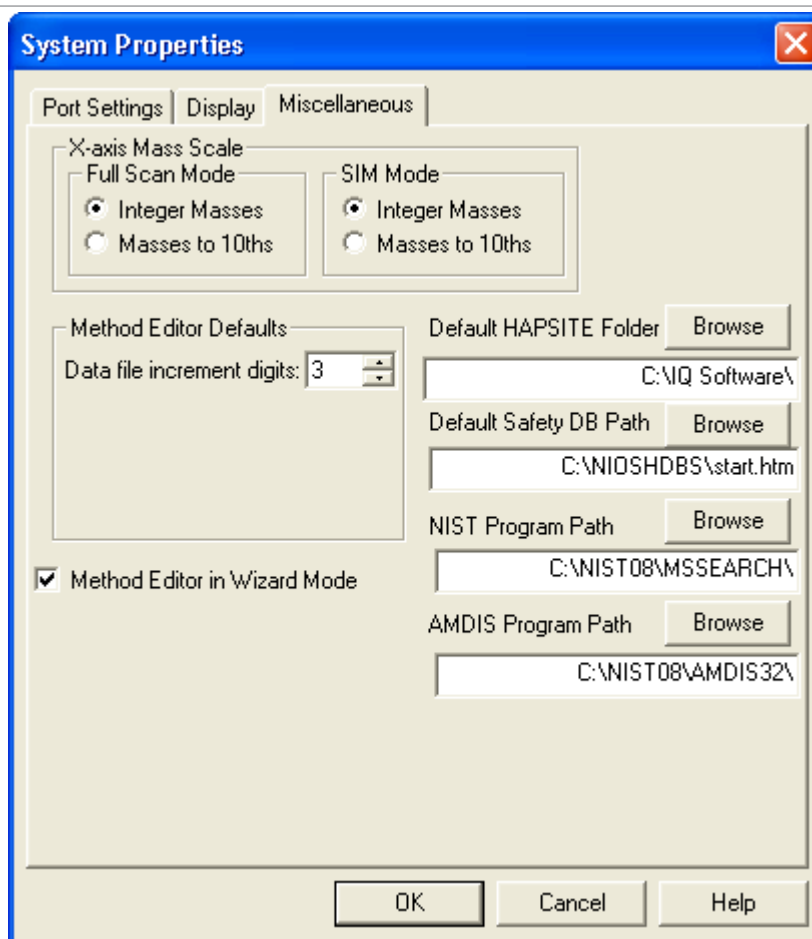 System Properties
Port Settings
Display
Miscellaneous
X-axis Mass Scale
Full Scan Mode
Integer Masses
Masses to 10ths
SIM Mode
Integer Masses
Masses to 10ths
Method Editor Defaults
Data file increment digits: 3
Method Editor in Wizard Mode
Default HAPSITE Folder
Browse
C:\IQ Software\
Default Safety DB Path
Browse
C:\NIOSHDBS\start.htm
NIST Program Path
Browse
C:\NIST08\MSSEARCH\
AMDIS Program Path
Browse
C:\NIST08\AMDIS32\
OK
Cancel
Help